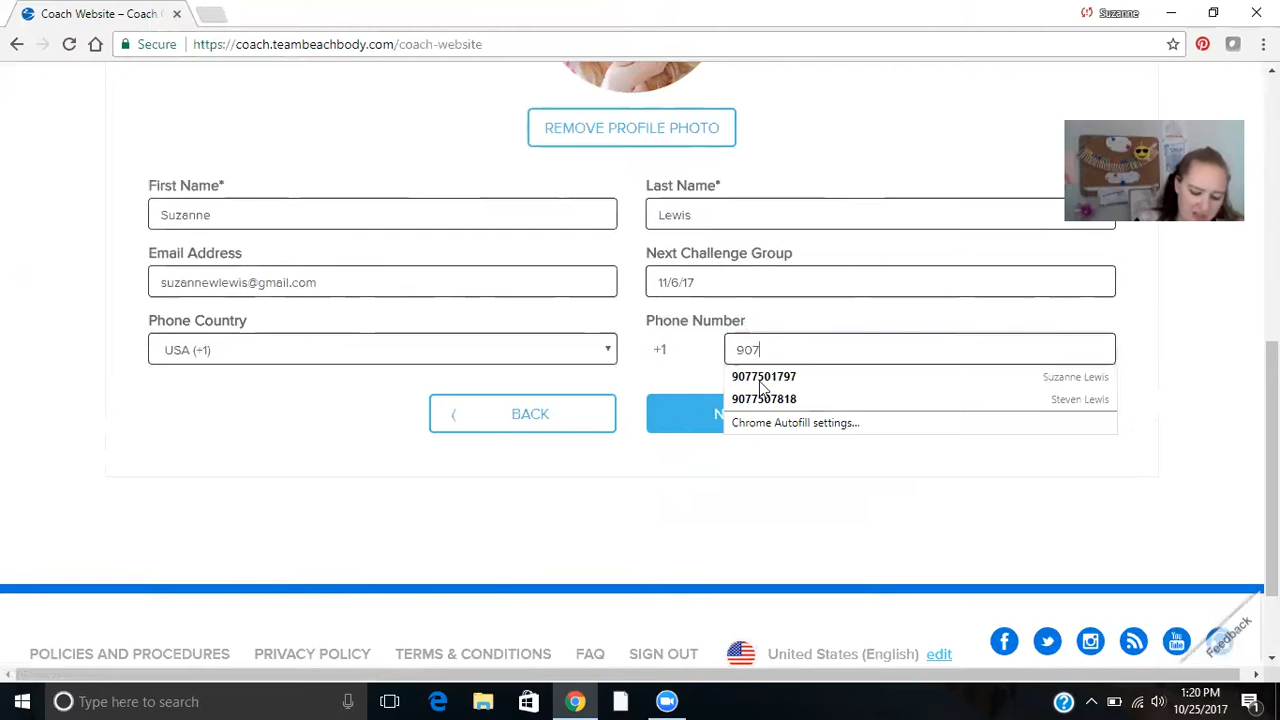 Coach Website – Coach
Suzanne
Secure
https://coach.teambeachbody.com/coach-website
REMOVE PROFILE PHOTO
First Name*
Last Name*
Suzanne
Lewis
Email Address
Next Challenge Group
suzannewlewis@gmail.com
11/6/17
Phone Country
Phone Number
USA (+1)
+1
907
9077501797
Suzanne Lewis
9077507818
Steven Lewis
Chrome Autofill settings...
BACK
N
Feedback
POLICIES AND PROCEDURES
PRIVACY POLICY
TERMS & CONDITIONS
FAQ
SIGN OUT
United States (English)
edit
You Tube
Type here to search
1:20 PM
10/25/2017
1